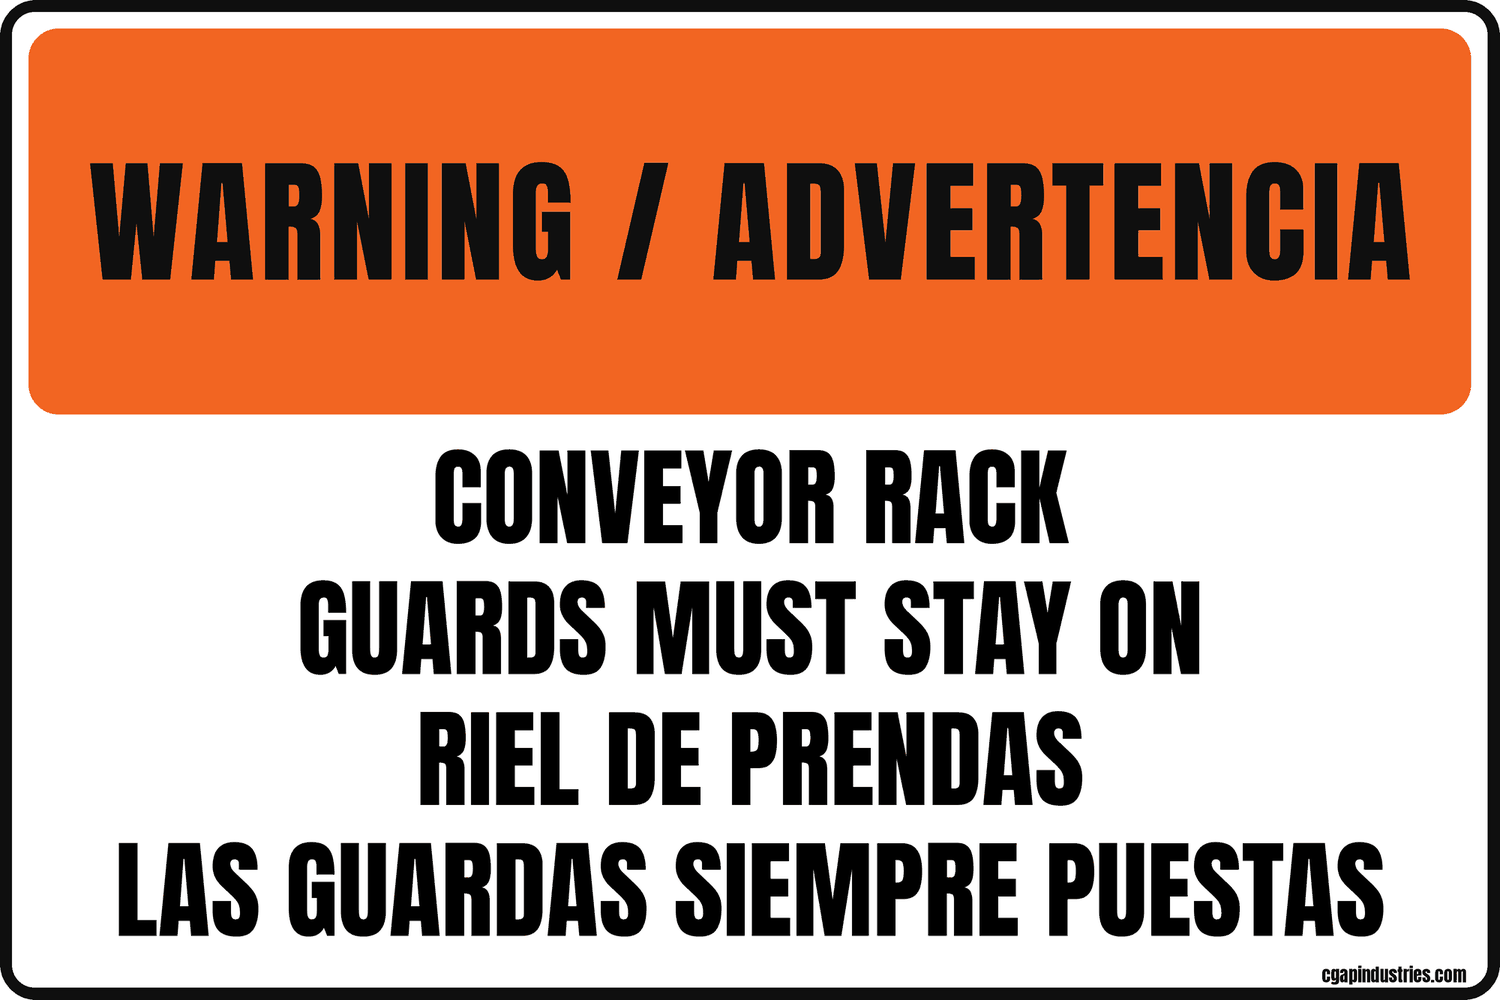 WARNING / ADVERTENCIA
CONVEYOR RACK
GUARDS MUST STAY ON
RIEL DE PRENDAS
LAS GUARDAS SIEMPRE PUESTAS
cgapindustries.com